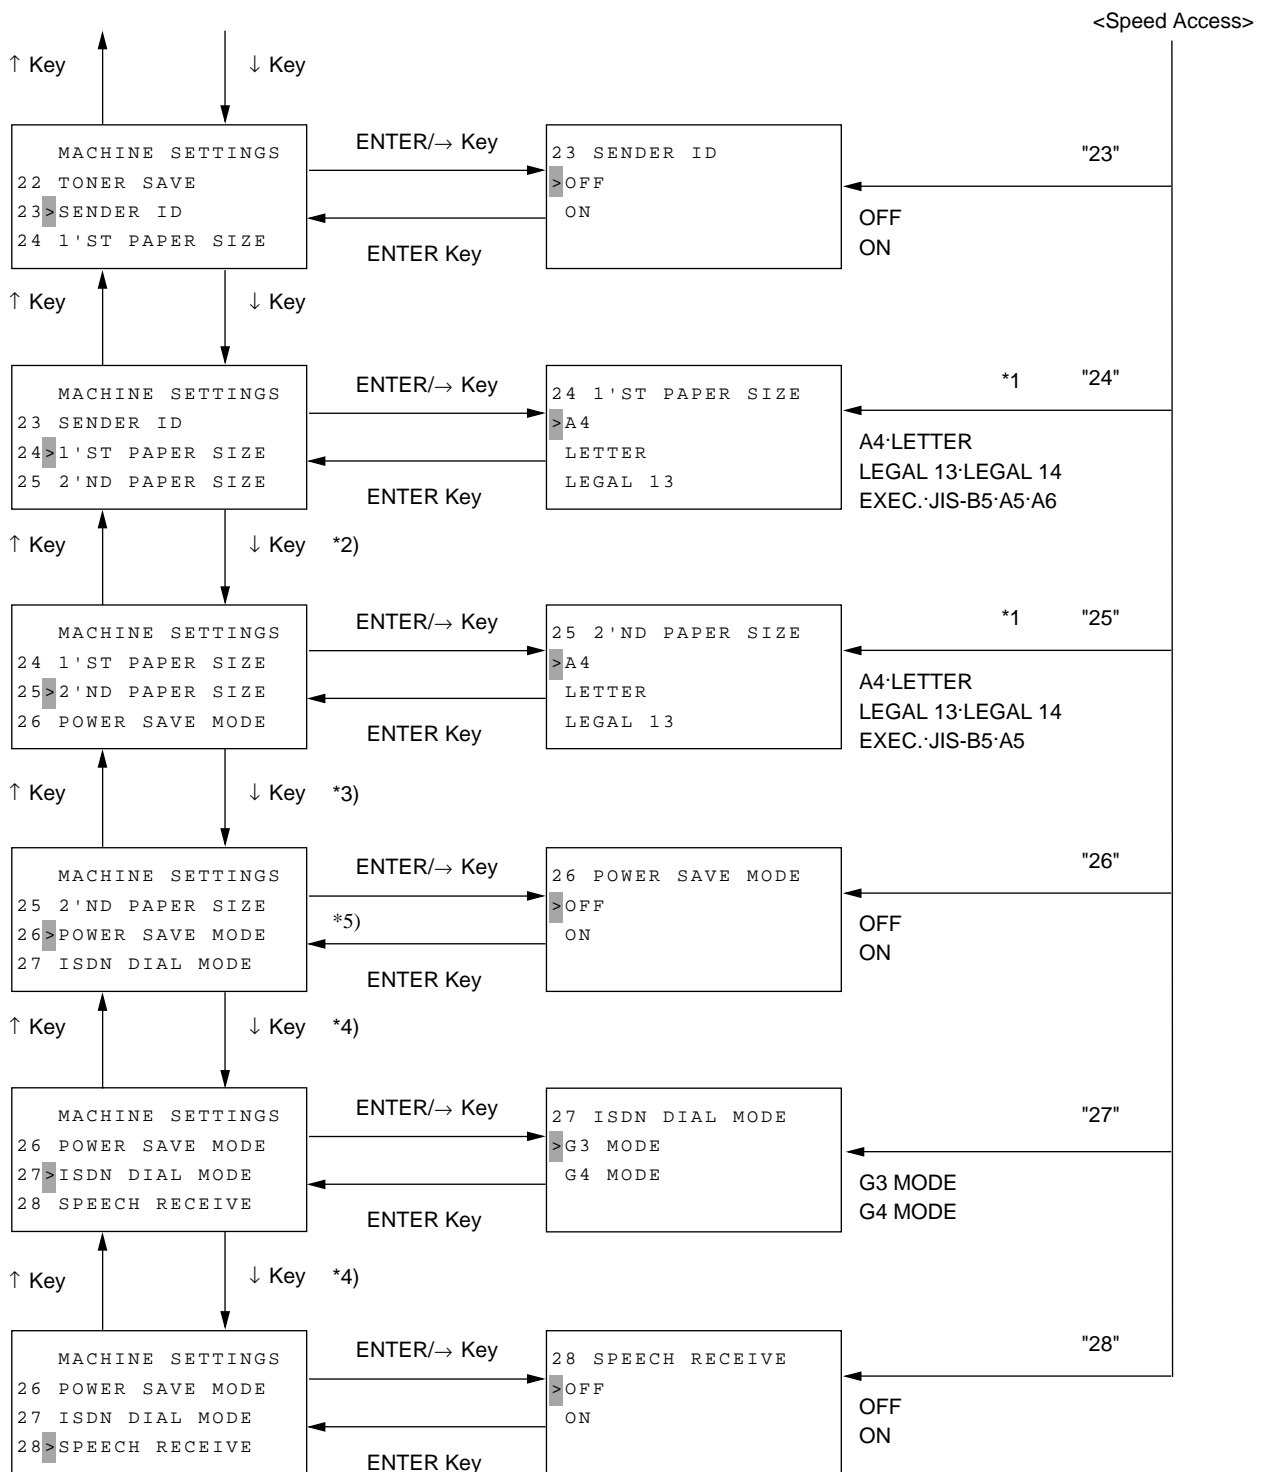 <Speed Access>
↑ Key
↓ Key
MACHINE SETTINGS
22 TONER SAVE
23>SENDER ID
24 1'ST PAPER SIZE
ENTER/→ Key
ENTER Key
23 SENDER ID
>OFF
ON
"23"
OFF
ON
↑ Key
↓ Key
MACHINE SETTINGS
23 SENDER ID
24>1'ST PAPER SIZE
25 2'ND PAPER SIZE
ENTER/→ Key
ENTER Key
24 1'ST PAPER SIZE
>A4
LETTER
LEGAL 13
*1 "24"
A4·LETTER
LEGAL 13·LEGAL 14
EXEC.·JIS-B5·A5·A6
↑ Key
↓ Key *2)
MACHINE SETTINGS
24 1'ST PAPER SIZE
25>2'ND PAPER SIZE
26 POWER SAVE MODE
ENTER/→ Key
ENTER Key
25 2'ND PAPER SIZE
>A4
LETTER
LEGAL 13
*1 "25"
A4·LETTER
LEGAL 13·LEGAL 14
EXEC.·JIS-B5·A5
↑ Key
↓ Key *3)
MACHINE SETTINGS
25 2'ND PAPER SIZE
26>POWER SAVE MODE
27 ISDN DIAL MODE
ENTER/→ Key
*5)
ENTER Key
26 POWER SAVE MODE
>OFF
ON
"26"
OFF
ON
↑ Key
↓ Key *4)
MACHINE SETTINGS
26 POWER SAVE MODE
27>ISDN DIAL MODE
28 SPEECH RECEIVE
ENTER/→ Key
ENTER Key
27 ISDN DIAL MODE
>G3 MODE
G4 MODE
"27"
G3 MODE
G4 MODE
↑ Key
↓ Key *4)
MACHINE SETTINGS
26 POWER SAVE MODE
27 ISDN DIAL MODE
28>SPEECH RECEIVE
ENTER/→ Key
ENTER Key
28 SPEECH RECEIVE
>OFF
ON
"28"
OFF
ON